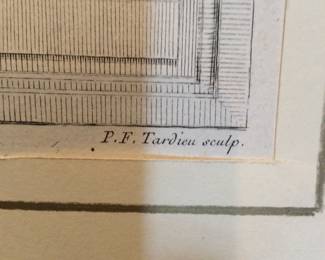 P. F. Tardieu sculp.